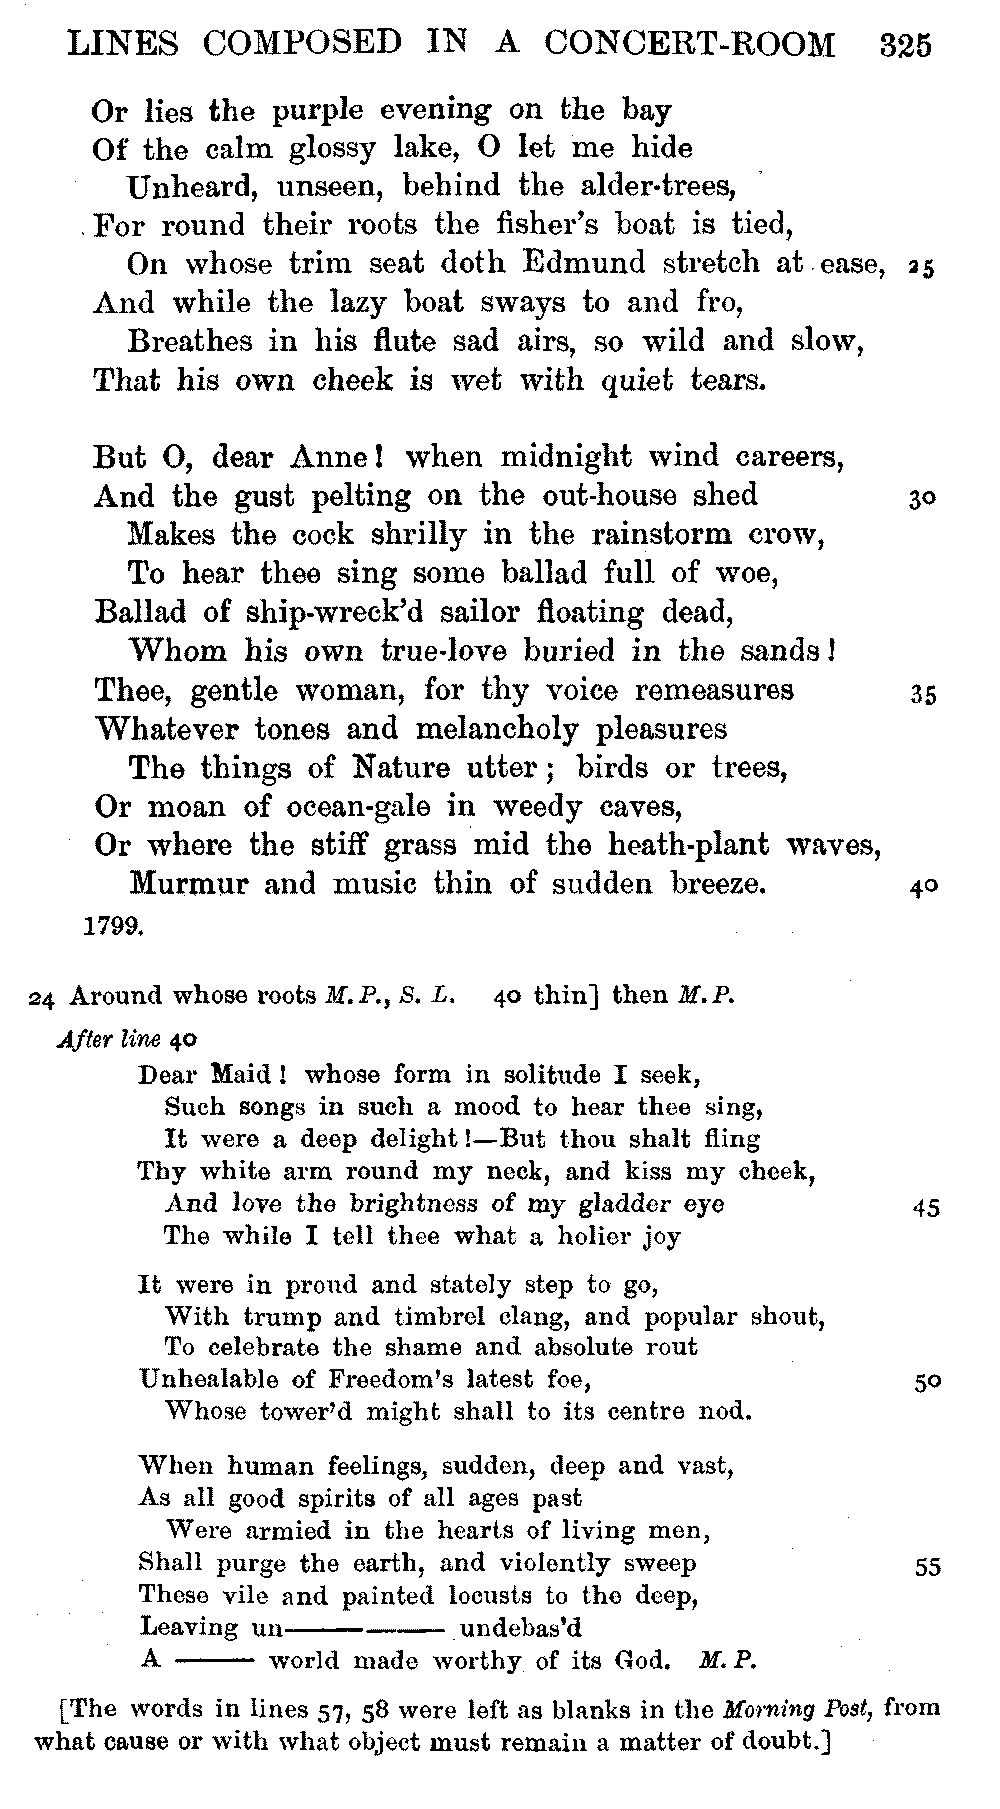 LINES COMPOSED IN A CONCERT-ROOM 325
Or lies the purple evening on the bay
Of the calm glossy lake, O let me hide
Unheard, unseen, behind the alder-trees,
For round their roots the fisher's boat is tied,
On whose trim seat doth Edmund stretch at ease, 25
And while the lazy boat sways to and fro,
Breathes in his flute sad airs, so wild and slow,
That his own cheek is wet with quiet tears.
But O, dear Anne! when midnight wind careers,
And the gust pelting on the out-house shed 30
Makes the cock shrilly in the rainstorm crow,
To hear thee sing some ballad full of woe,
Ballad of ship-wreck'd sailor floating dead,
Whom his own true-love buried in the sands!
Thee, gentle woman, for thy voice remeasures 35
Whatever tones and melancholy pleasures
The things of Nature utter; birds or trees,
Or moan of ocean-gale in weedy caves,
Or where the stiff grass mid the heath-plant waves,
Murmur and music thin of sudden breeze. 40
1799.
24 Around whose roots M.P., S. L. 40 thin] then M.P.
After line 40
Dear Maid! whose form in solitude I seek,
Such songs in such a mood to hear thee sing,
It were a deep delight!—But thou shalt fling
Thy white arm round my neck, and kiss my cheek,
And love the brightness of my gladder eye 45
The while I tell thee what a holier joy
It were in proud and stately step to go,
With trump and timbrel clang, and popular shout,
To celebrate the shame and absolute rout
Unhealable of Freedom's latest foe, 50
Whose tower'd might shall to its centre nod.
When human feelings, sudden, deep and vast,
As all good spirits of all ages past
Were armied in the hearts of living men,
Shall purge the earth, and violently sweep 55
These vile and painted locusts to the deep,
Leaving un——— ——— undebas'd
A ——— world made worthy of its God. M. P.
[The words in lines 57, 58 were left as blanks in the Morning Post, from
what cause or with what object must remain a matter of doubt.]